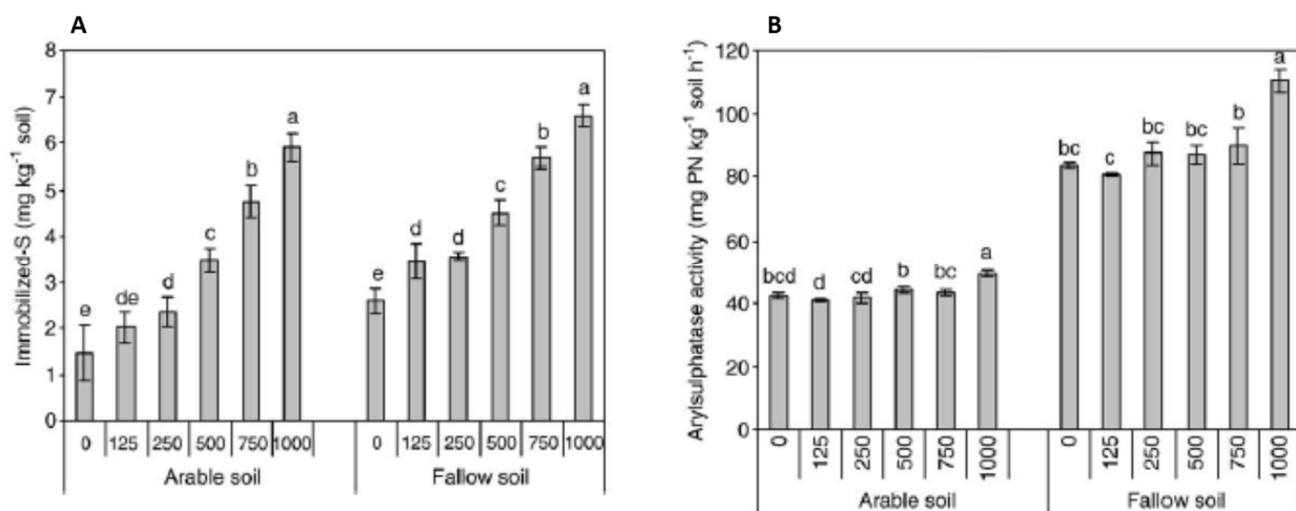 A
Immobilized-S (mg kg⁻¹ soil)
8
7
6
5
4
3
2
1
0
e
de
d
c
b
a
e
d
d
c
b
a
0 125 250 500 750 1000
0 125 250 500 750 1000
Arable soil
Fallow soil
B
Arylsulphatase activity (mg PN kg⁻¹ soil h⁻¹)
120
100
80
60
40
20
0
bcd
d
cd
b
bc
a
bc
c
bc
bc
b
a
0 125 250 500 750 1000
0 125 250 500 750 1000
Arable soil
Fallow soil